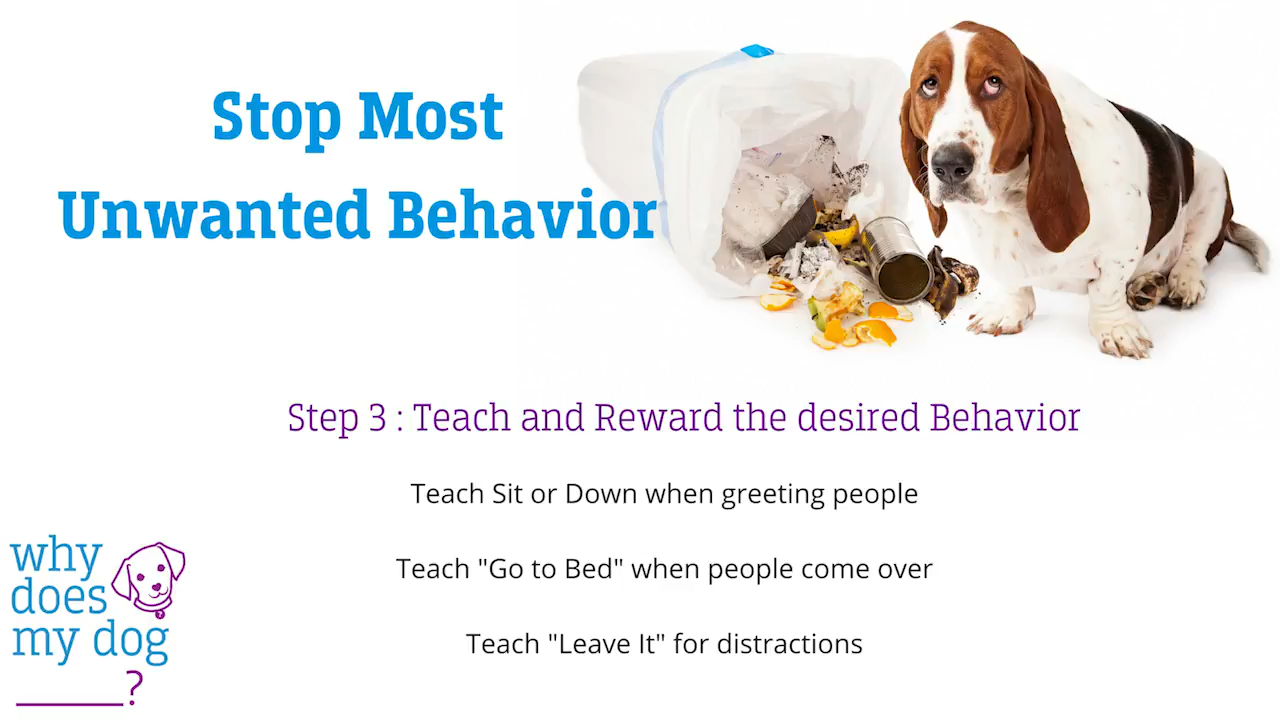 Stop Most
Unwanted Behavior
Step 3 : Teach and Reward the desired Behavior
Teach Sit or Down when greeting people
Teach "Go to Bed" when people come over
Teach "Leave It" for distractions
why
does
my dog
______?